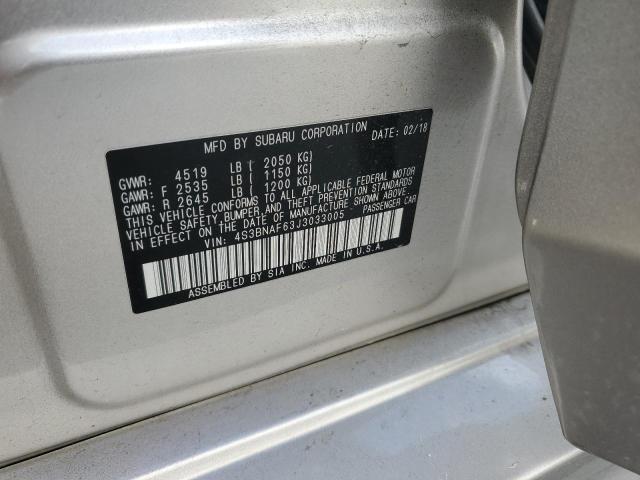 MFD BY SUBARU CORPORATION DATE: 02/18
GVWR: 4519 LB ( 2050 KG)
GAWR: F 2535 LB ( 1150 KG)
GAWR: R 2645 LB ( 1200 KG)
THIS VEHICLE CONFORMS TO ALL APPLICABLE FEDERAL MOTOR
VEHICLE SAFETY,BUMPER,AND THEFT PREVENTION STANDARDS
IN EFFECT ON THE DATE OF MANUFACTURE SHOWN ABOVE.
VIN: 4S3BNAF63J3033005 PASSENGER CAR
ASSEMBLED BY SIA INC. MADE IN U.S.A.